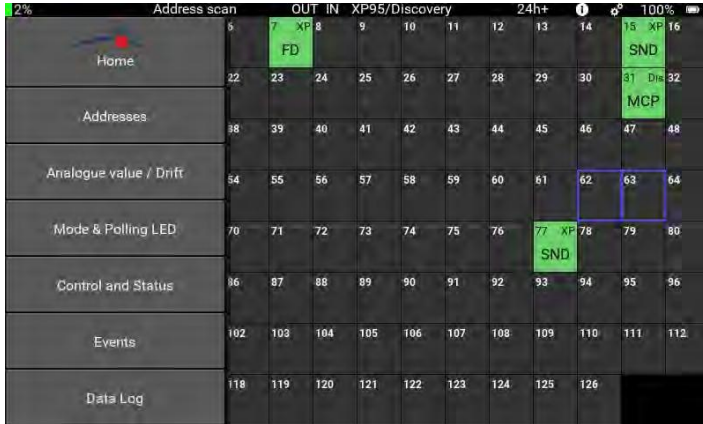 2% Address scan OUT IN XP95/Discovery 24h+ 100%
Home
Addresses
Analogue value / Drift
Mode & Polling LED
Control and Status
Events
Data Log
6 7 XP 8 9 10 11 12 13 14 15 XP 16
FD SND
22 23 24 25 26 27 28 29 30 31 Dis 32
MCP
38 39 40 41 42 43 44 45 46 47 48
54 55 56 57 58 59 60 61 62 63 64
70 71 72 73 74 75 76 77 XP 78 79 80
SND
86 87 88 89 90 91 92 93 94 95 96
102 103 104 105 106 107 108 109 110 111 112
118 119 120 121 122 123 124 125 126